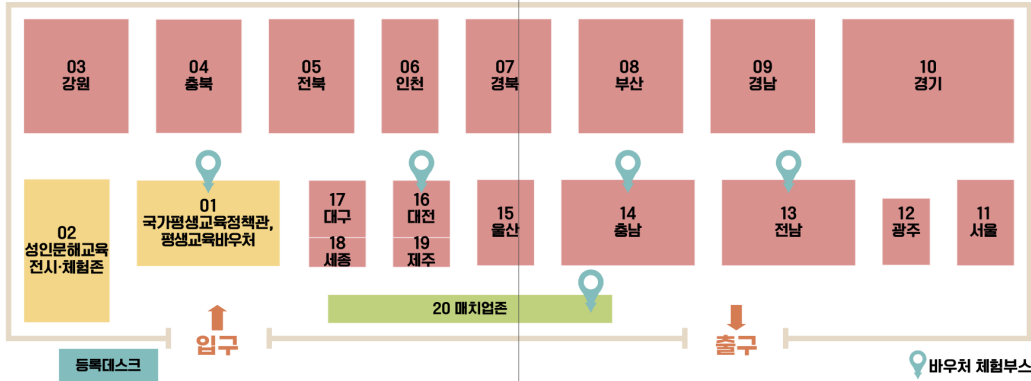 03
강원
04
충북
05
전북
06
인천
07
경북
08
부산
09
경남
10
경기
02
성인문해교육
전시·체험존
01
국가평생교육정책관,
평생교육바우처
17
대구
18
세종
16
대전
19
제주
15
울산
14
충남
13
전남
12
광주
11
서울
20 매치업존
입구
출구
등록데스크
바우처 체험부스